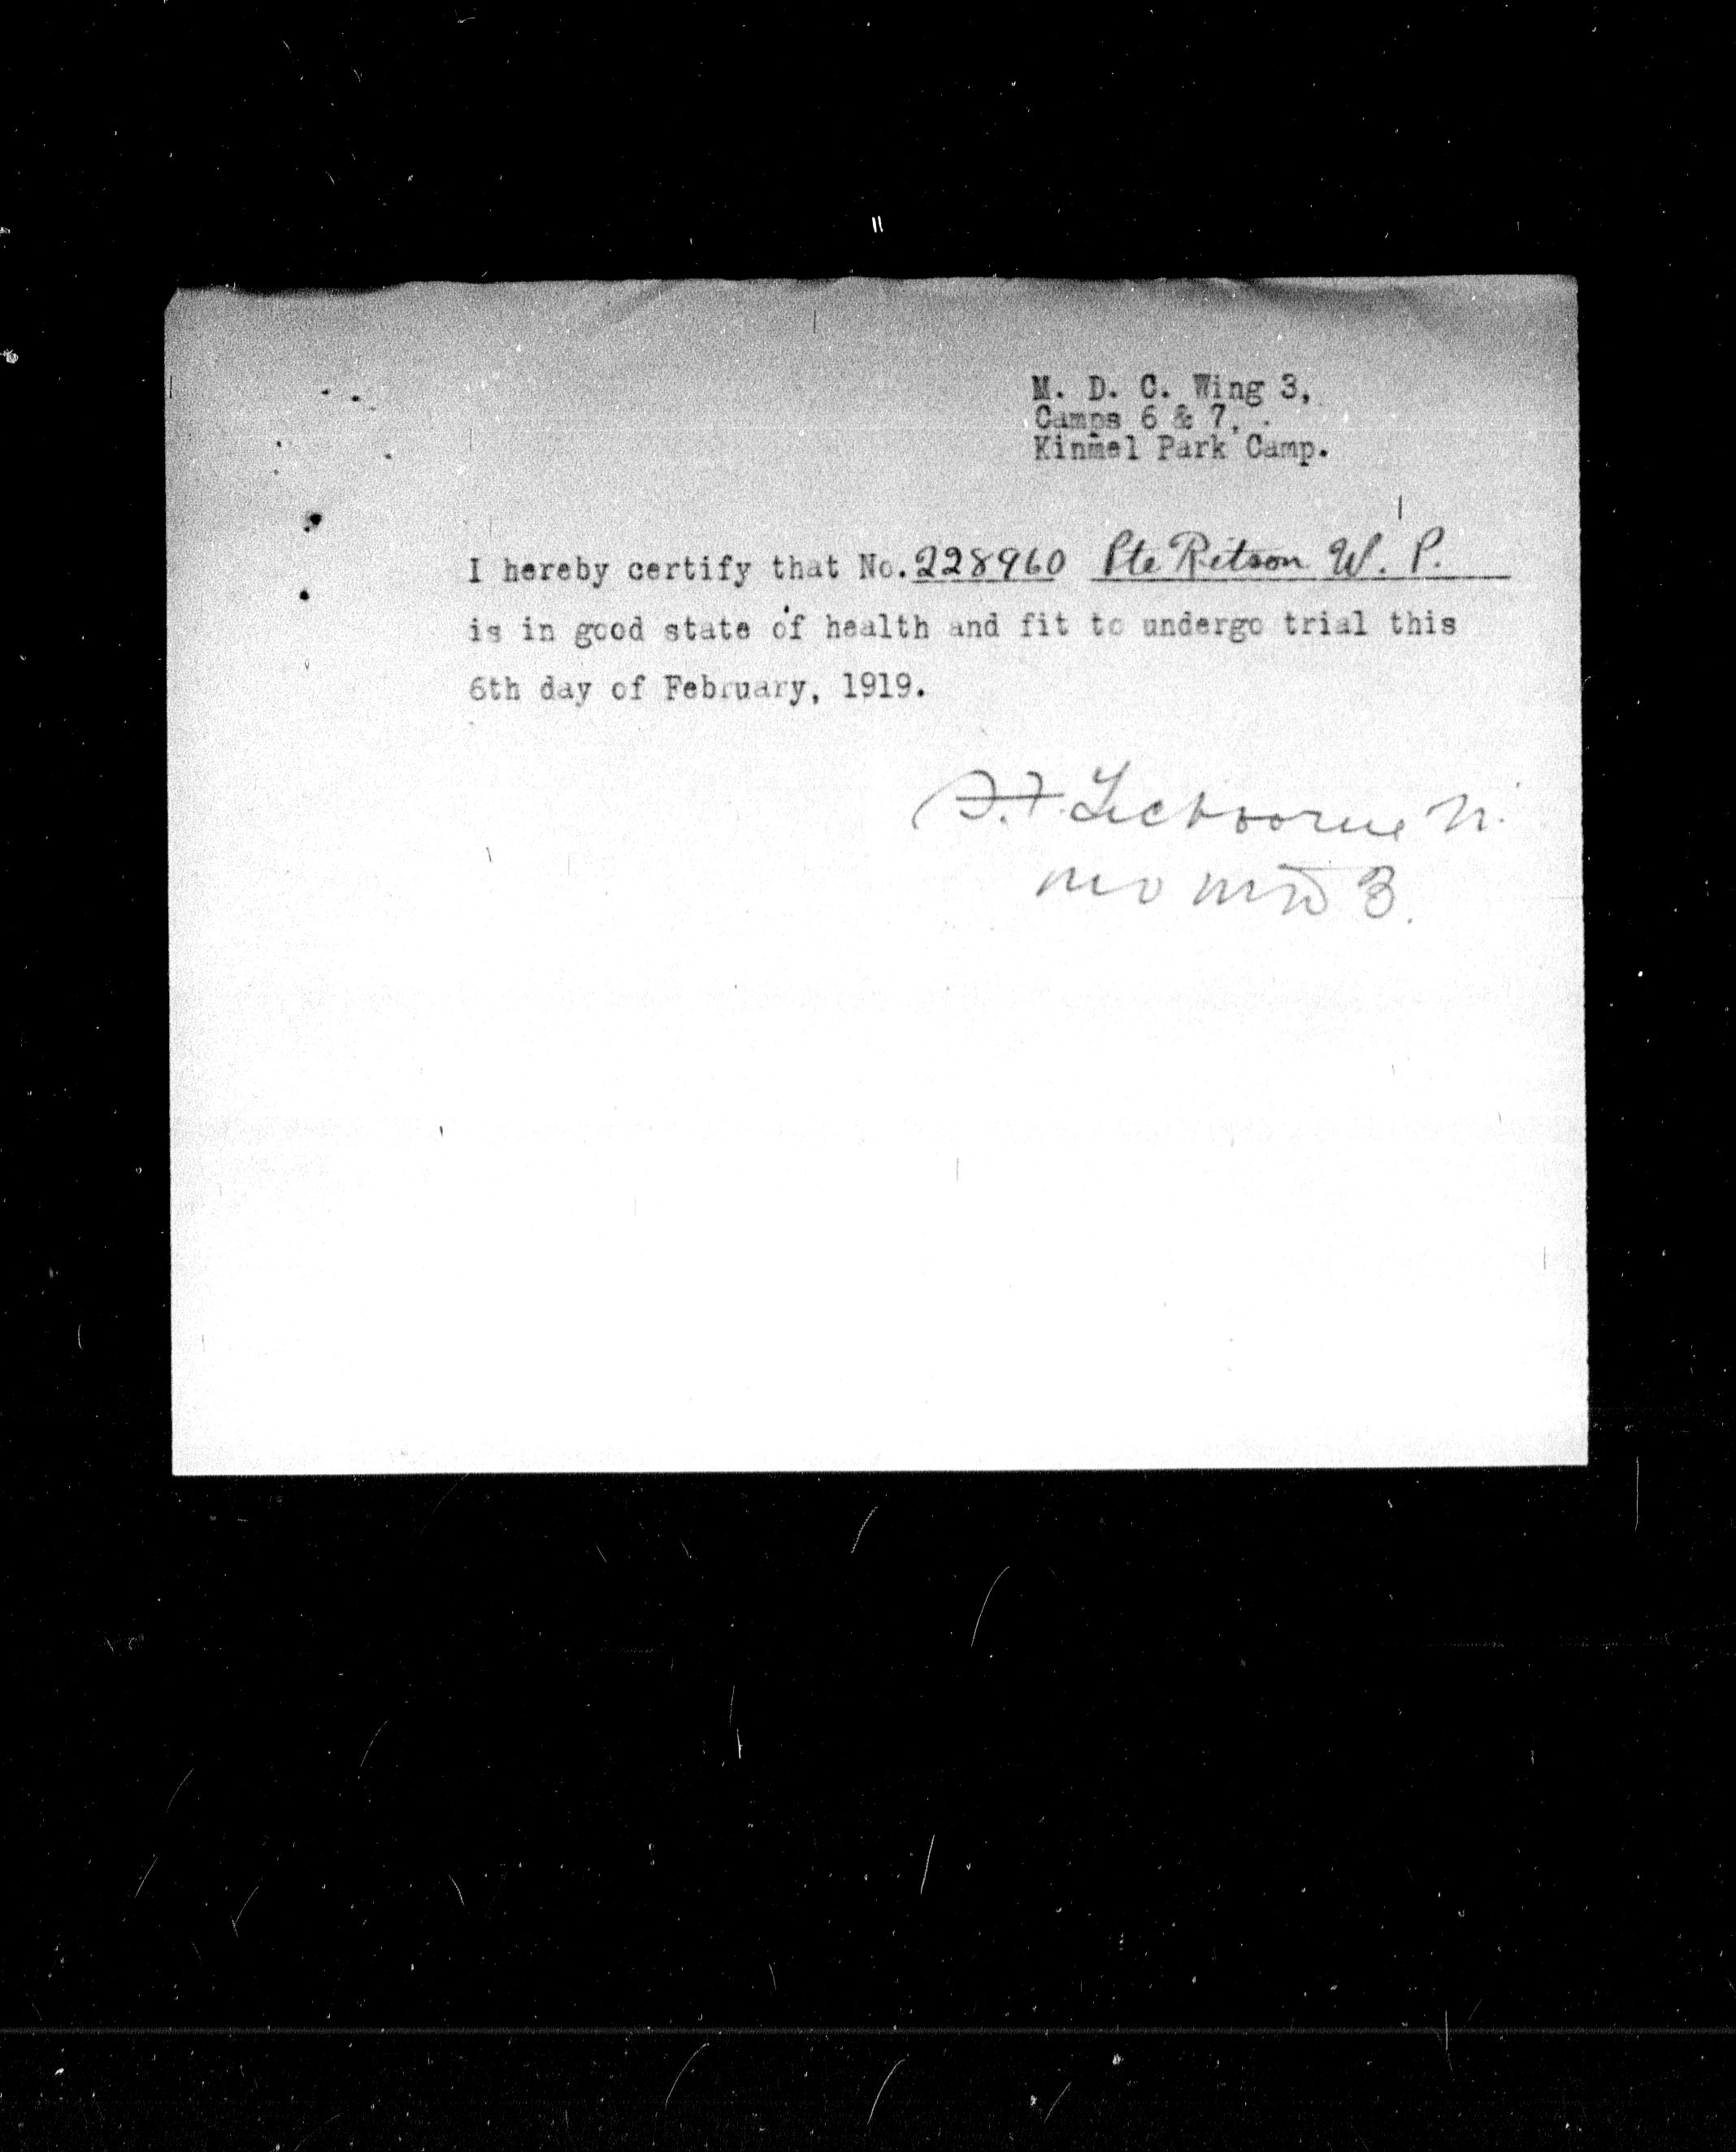 M. D. C. Wing 3,
Camps 6 & 7.
Kinmel Park Camp.
I hereby certify that No. 228960 Pte Ritson W. P.
is in good state of health and fit to undergo trial this
6th day of February, 1919.
3.